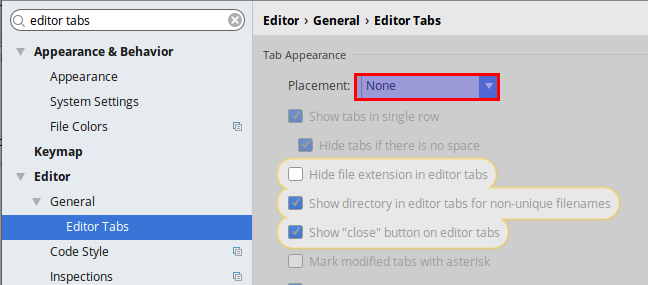 editor tabs
Appearance & Behavior
Appearance
System Settings
File Colors
Keymap
Editor
General
Editor Tabs
Code Style
Inspections
Editor › General › Editor Tabs
Tab Appearance
Placement: None
Show tabs in single row
Hide tabs if there is no space
Hide file extension in editor tabs
Show directory in editor tabs for non-unique filenames
Show "close" button on editor tabs
Mark modified tabs with asterisk